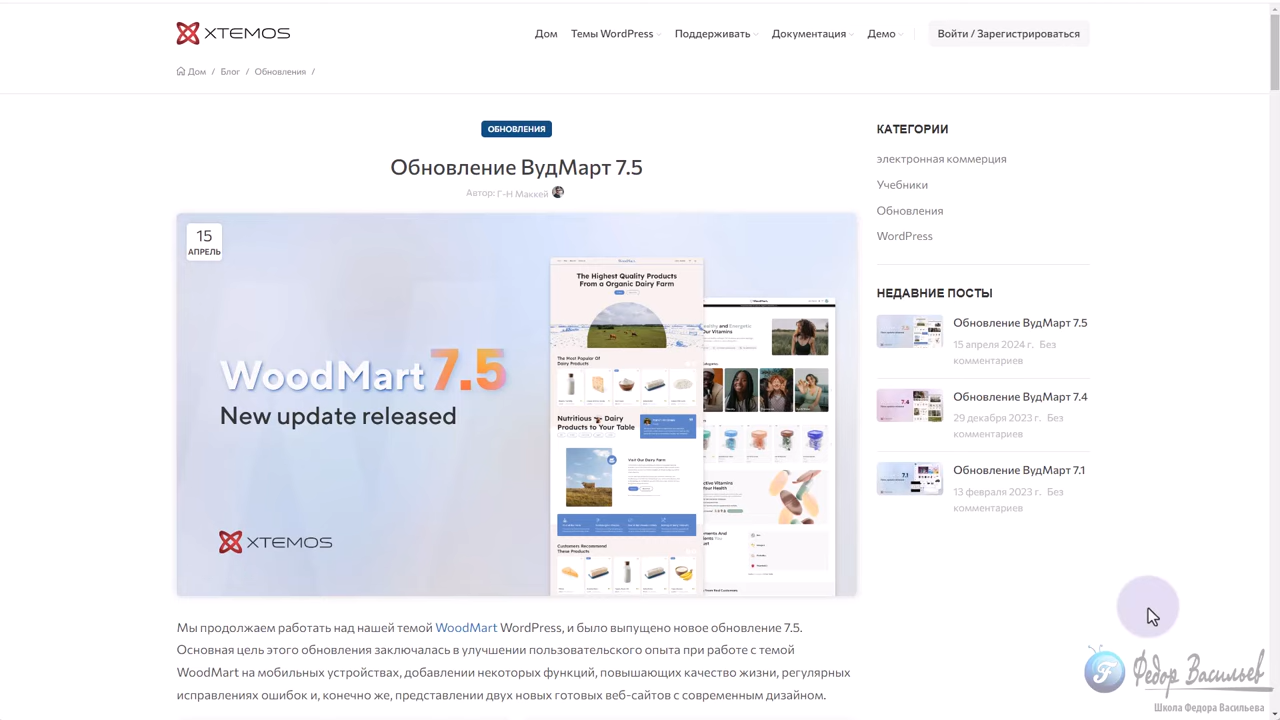 XTEMOS
Дом Темы WordPress Поддерживать Документация Демо Войти / Зарегистрироваться
Дом / Блог / Обновления /
ОБНОВЛЕНИЯ
Обновление ВудМарт 7.5
Автор: Г-Н Маккей
15
АПРЕЛЬ
WoodMart 7.5
New update released
XTEMOS
The Highest Quality Products
From a Organic Dairy Farm
The Most Popular Of
Dairy Products
Nutritious Dairy
Products to Your Table
Visit Our Dairy Farm
Customers Recommend
These Products
Мы продолжаем работать над нашей темой WoodMart WordPress, и было выпущено новое обновление 7.5.
Основная цель этого обновления заключалась в улучшении пользовательского опыта при работе с темой
WoodMart на мобильных устройствах, добавлении некоторых функций, повышающих качество жизни, регулярных
исправлениях ошибок и, конечно же, представлении двух новых готовых веб-сайтов с современным дизайном.
КАТЕГОРИИ
электронная коммерция
Учебники
Обновления
WordPress
НЕДАВНИЕ ПОСТЫ
Обновление ВудМарт 7.5
15 апреля 2024 г. Без
комментариев
Обновление ВудМарт 7.4
29 декабря 2023 г. Без
комментариев
Обновление ВудМарт 7.1
13 февраля 2023 г. Без
комментариев
Федор Васильев
Школа Федора Васильева